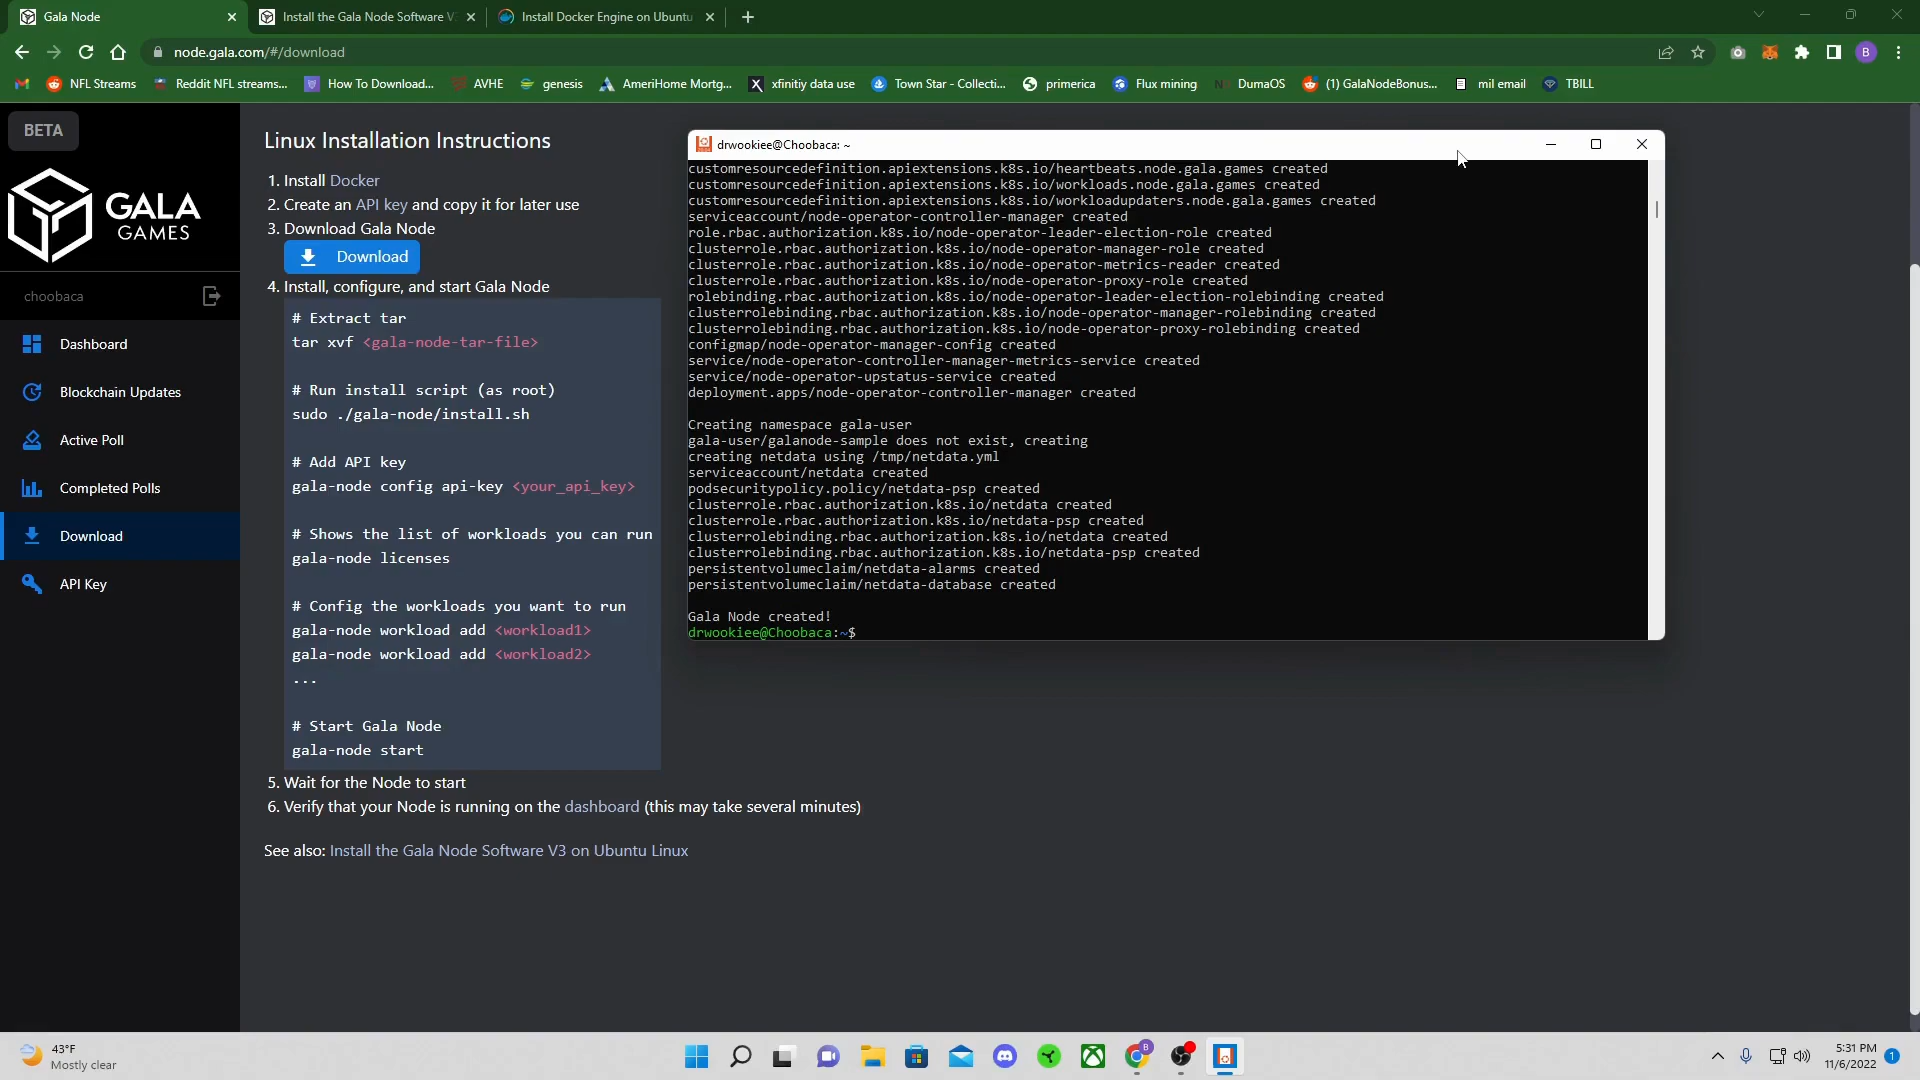 Gala Node
Install the Gala Node Software V
Install Docker Engine on Ubuntu
node.gala.com/#/download
B
NFL Streams
Reddit NFL streams...
How To Download...
AVHE
genesis
AmeriHome Mortg...
xfinitiy data use
Town Star - Collecti...
primerica
Flux mining
DumaOS
(1) GalaNodeBonus...
mil email
TBILL
BETA
GALA
GAMES
choobaca
Dashboard
Blockchain Updates
Active Poll
Completed Polls
Download
API Key
Linux Installation Instructions
1. Install Docker
2. Create an API key and copy it for later use
3. Download Gala Node
Download
4. Install, configure, and start Gala Node
# Extract tar
tar xvf <gala-node-tar-file>
# Run install script (as root)
sudo ./gala-node/install.sh
# Add API key
gala-node config api-key <your_api_key>
# Shows the list of workloads you can run
gala-node licenses
# Config the workloads you want to run
gala-node workload add <workload1>
gala-node workload add <workload2>
...
# Start Gala Node
gala-node start
5. Wait for the Node to start
6. Verify that your Node is running on the dashboard (this may take several minutes)
See also: Install the Gala Node Software V3 on Ubuntu Linux
drwookiee@Choobaca: ~
customresourcedefinition.apiextensions.k8s.io/heartbeats.node.gala.games created
customresourcedefinition.apiextensions.k8s.io/workloads.node.gala.games created
customresourcedefinition.apiextensions.k8s.io/workloadupdaters.node.gala.games created
serviceaccount/node-operator-controller-manager created
role.rbac.authorization.k8s.io/node-operator-leader-election-role created
clusterrole.rbac.authorization.k8s.io/node-operator-manager-role created
clusterrole.rbac.authorization.k8s.io/node-operator-metrics-reader created
clusterrole.rbac.authorization.k8s.io/node-operator-proxy-role created
rolebinding.rbac.authorization.k8s.io/node-operator-leader-election-rolebinding created
clusterrolebinding.rbac.authorization.k8s.io/node-operator-manager-rolebinding created
clusterrolebinding.rbac.authorization.k8s.io/node-operator-proxy-rolebinding created
configmap/node-operator-manager-config created
service/node-operator-controller-manager-metrics-service created
service/node-operator-upstatus-service created
deployment.apps/node-operator-controller-manager created
Creating namespace gala-user
gala-user/galanode-sample does not exist, creating
creating netdata using /tmp/netdata.yml
serviceaccount/netdata created
podsecuritypolicy.policy/netdata-psp created
clusterrole.rbac.authorization.k8s.io/netdata created
clusterrole.rbac.authorization.k8s.io/netdata-psp created
clusterrolebinding.rbac.authorization.k8s.io/netdata created
clusterrolebinding.rbac.authorization.k8s.io/netdata-psp created
persistentvolumeclaim/netdata-alarms created
persistentvolumeclaim/netdata-database created
Gala Node created!
drwookiee@Choobaca:~$
43°F
Mostly clear
B
5:31 PM
11/6/2022
1